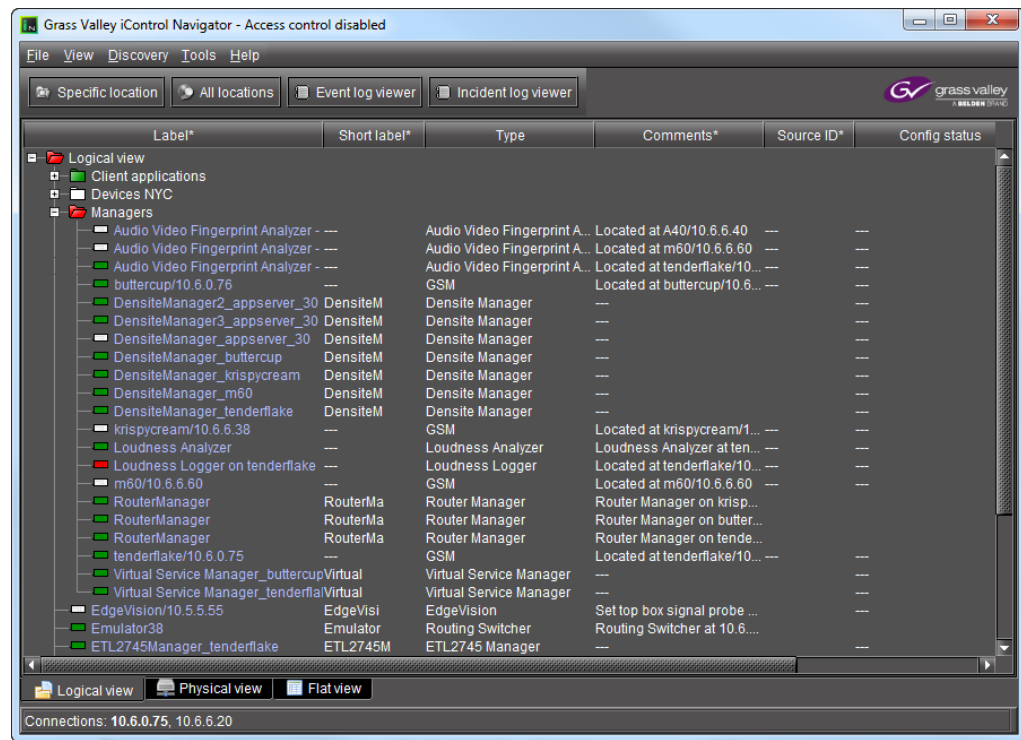 Grass Valley iControl Navigator - Access control disabled
File View Discovery Tools Help
Specific location All locations Event log viewer Incident log viewer
GV grass valley
A BELDEN BRAND
Label* Short label* Type Comments* Source ID* Config status
Logical view
Client applications
Devices NYC
Managers
Audio Video Fingerprint Analyzer - --- Audio Video Fingerprint A... Located at A40/10.6.6.40 --- ---
Audio Video Fingerprint Analyzer - --- Audio Video Fingerprint A... Located at m60/10.6.6.60 --- ---
Audio Video Fingerprint Analyzer - --- Audio Video Fingerprint A... Located at tenderflake/10... --- ---
buttercup/10.6.0.76 --- GSM Located at buttercup/10.6... --- ---
DensiteManager2_appserver_30 DensiteM Densite Manager --- ---
DensiteManager3_appserver_30 DensiteM Densite Manager --- ---
DensiteManager_appserver_30 DensiteM Densite Manager --- ---
DensiteManager_buttercup DensiteM Densite Manager --- ---
DensiteManager_krispycream DensiteM Densite Manager --- ---
DensiteManager_m60 DensiteM Densite Manager --- ---
DensiteManager_tenderflake DensiteM Densite Manager --- ---
krispycream/10.6.6.38 --- GSM Located at krispycream/1... --- ---
Loudness Analyzer --- Loudness Analyzer Loudness Analyzer at ten... --- ---
Loudness Logger on tenderflake --- Loudness Logger Located at tenderflake/10... --- ---
m60/10.6.6.60 --- GSM Located at m60/10.6.6.60 --- ---
RouterManager RouterMa Router Manager Router Manager on krisp... ---
RouterManager RouterMa Router Manager Router Manager on butter... ---
RouterManager RouterMa Router Manager Router Manager on tende... ---
tenderflake/10.6.0.75 --- GSM Located at tenderflake/10... --- ---
Virtual Service Manager_buttercup Virtual Virtual Service Manager --- ---
Virtual Service Manager_tenderfla Virtual Virtual Service Manager --- ---
EdgeVision/10.5.5.55 EdgeVisi EdgeVision Set top box signal probe ... ---
Emulator38 Emulator Routing Switcher Routing Switcher at 10.6....
ETL2745Manager_tenderflake ETL2745M ETL2745 Manager --- ---
Logical view Physical view Flat view
Connections: 10.6.0.75, 10.6.6.20